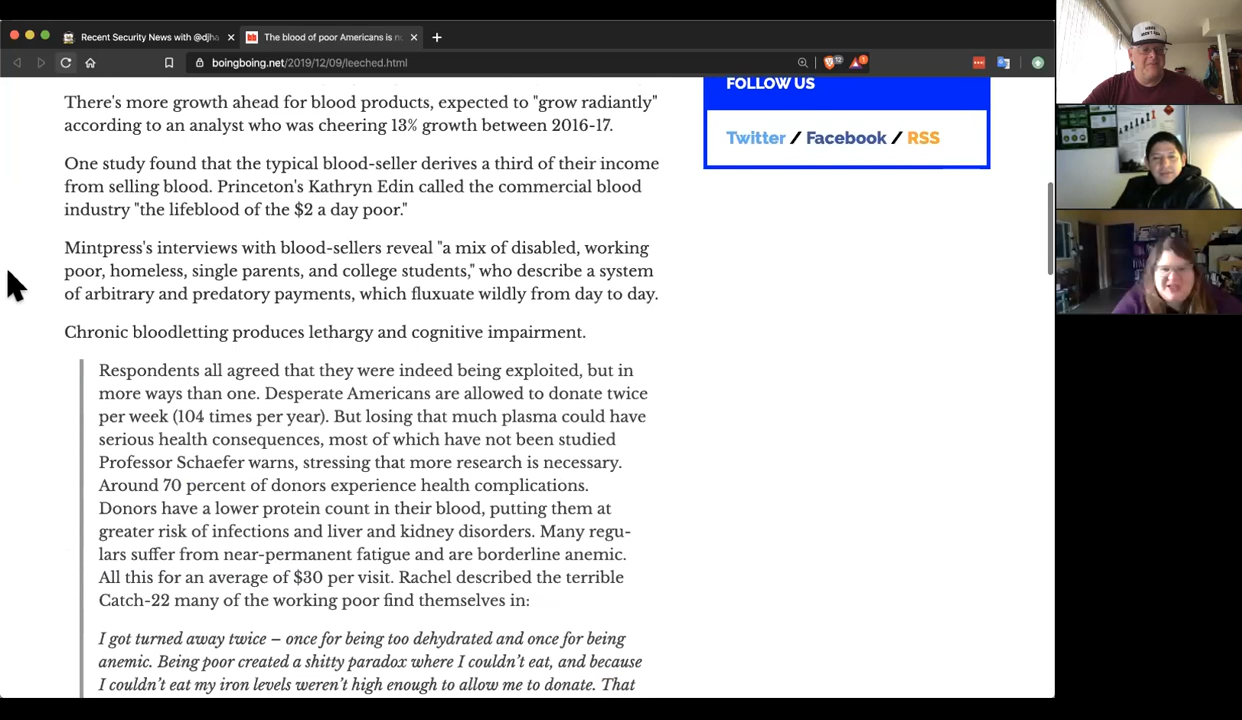 Recent Security News with @djha
The blood of poor Americans is n
boingboing.net/2019/12/09/leeched.html
FOLLOW US
Twitter / Facebook / RSS
There's more growth ahead for blood products, expected to "grow radiantly"
according to an analyst who was cheering 13% growth between 2016-17.
One study found that the typical blood-seller derives a third of their income
from selling blood. Princeton's Kathryn Edin called the commercial blood
industry "the lifeblood of the $2 a day poor."
Mintpress's interviews with blood-sellers reveal "a mix of disabled, working
poor, homeless, single parents, and college students," who describe a system
of arbitrary and predatory payments, which fluxuate wildly from day to day.
Chronic bloodletting produces lethargy and cognitive impairment.
Respondents all agreed that they were indeed being exploited, but in
more ways than one. Desperate Americans are allowed to donate twice
per week (104 times per year). But losing that much plasma could have
serious health consequences, most of which have not been studied
Professor Schaefer warns, stressing that more research is necessary.
Around 70 percent of donors experience health complications.
Donors have a lower protein count in their blood, putting them at
greater risk of infections and liver and kidney disorders. Many regu-
lars suffer from near-permanent fatigue and are borderline anemic.
All this for an average of $30 per visit. Rachel described the terrible
Catch-22 many of the working poor find themselves in:
I got turned away twice – once for being too dehydrated and once for being
anemic. Being poor created a shitty paradox where I couldn't eat, and because
I couldn't eat my iron levels weren't high enough to allow me to donate. That